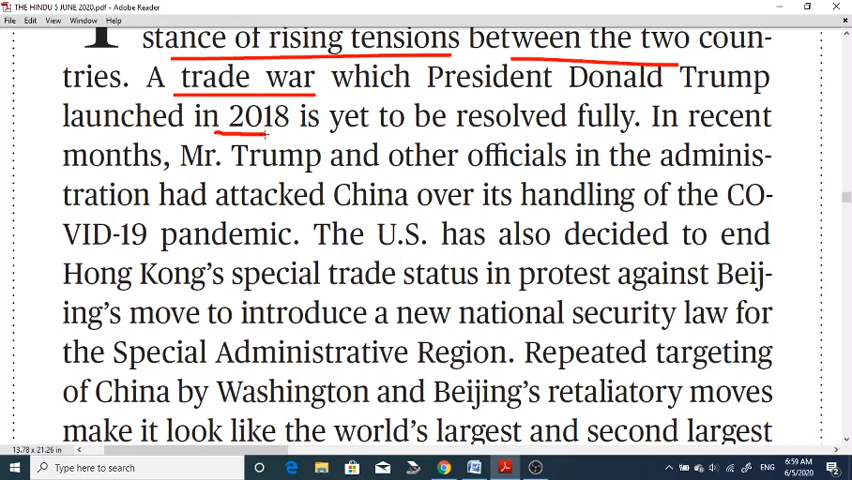 THE HINDU 5 JUNE 2020.pdf - Adobe Reader
File Edit View Window Help
stance of rising tensions between the two coun-
tries. A trade war which President Donald Trump
launched in 2018 is yet to be resolved fully. In recent
months, Mr. Trump and other officials in the adminis-
tration had attacked China over its handling of the CO-
VID-19 pandemic. The U.S. has also decided to end
Hong Kong's special trade status in protest against Beij-
ing's move to introduce a new national security law for
the Special Administrative Region. Repeated targeting
of China by Washington and Beijing's retaliatory moves
make it look like the world's largest and second largest
13.78 x 21.26 in
Type here to search
ENG
6:59 AM
6/5/2020
2